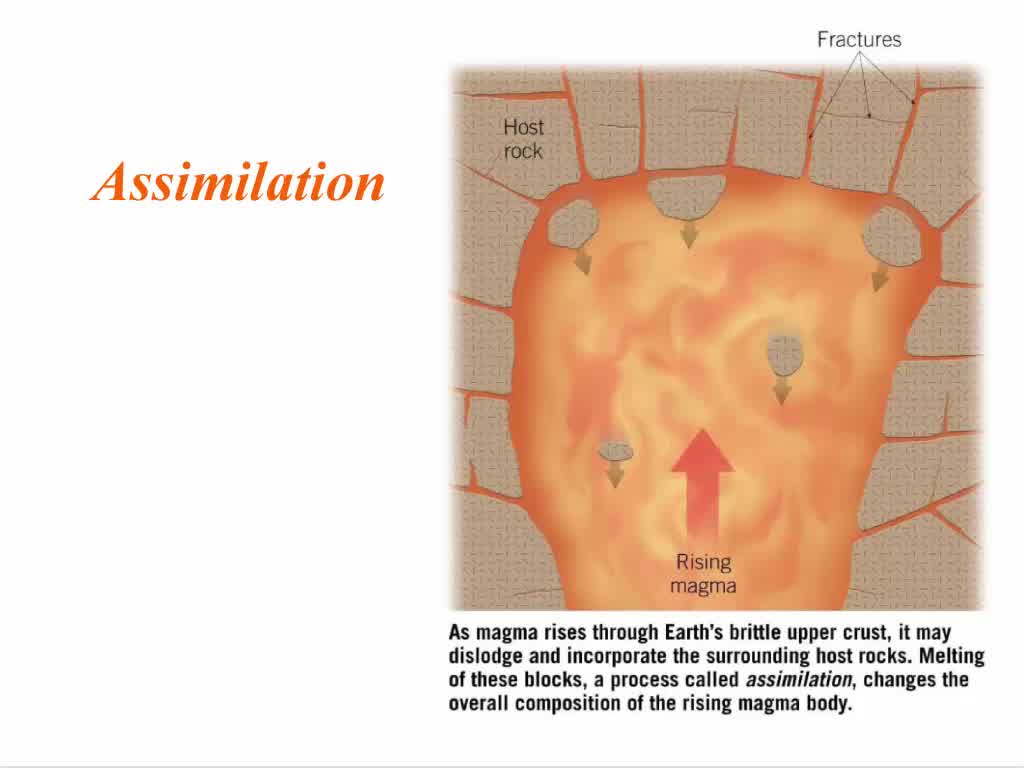 Assimilation
Fractures
Host
rock
Rising
magma
As magma rises through Earth's brittle upper crust, it may
dislodge and incorporate the surrounding host rocks. Melting
of these blocks, a process called assimilation, changes the
overall composition of the rising magma body.